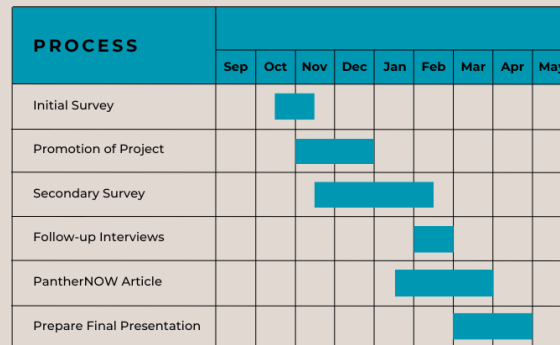 PROCESS
Sep Oct Nov Dec Jan Feb Mar Apr May
Initial Survey
Promotion of Project
Secondary Survey
Follow-up Interviews
PantherNOW Article
Prepare Final Presentation